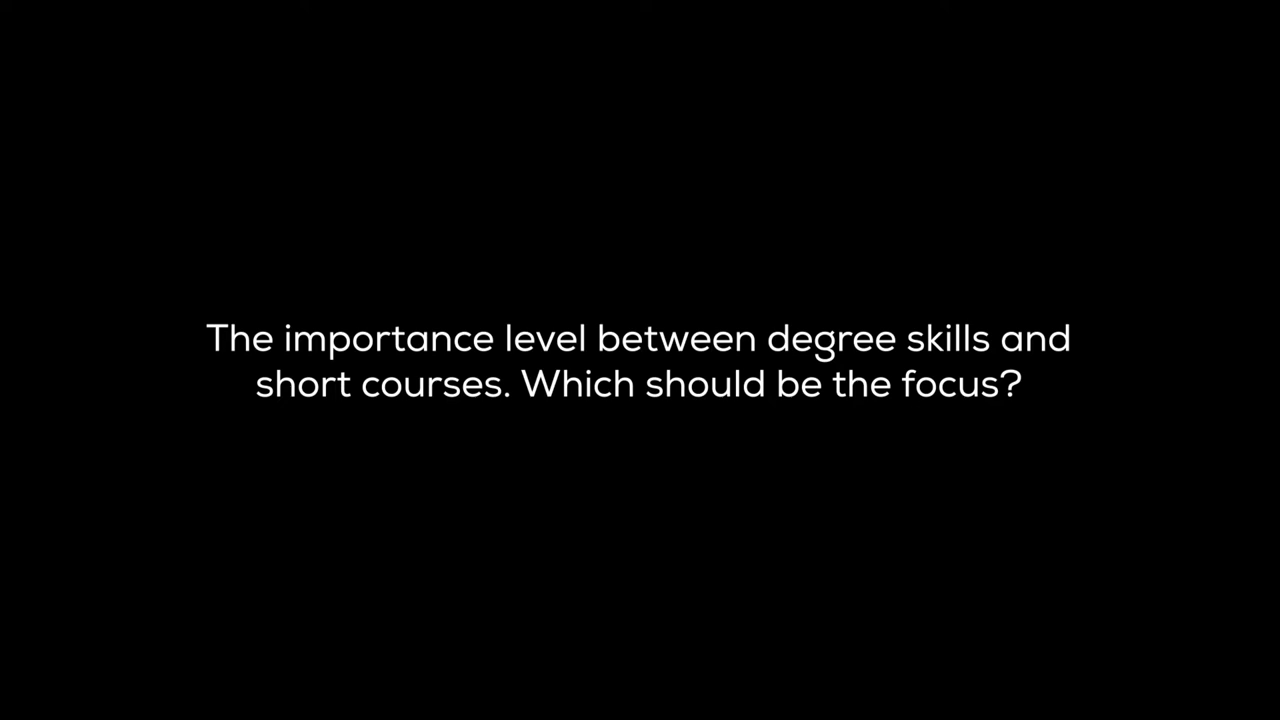 The importance level between degree skills and
short courses. Which should be the focus?